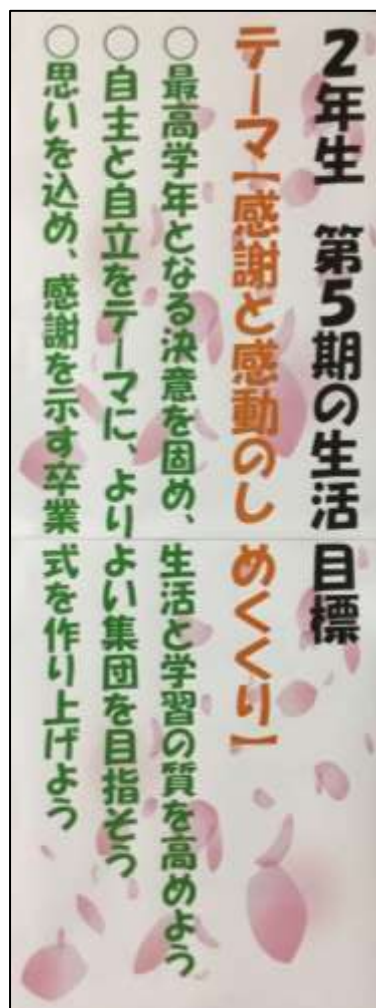 2年生 第5期の生活目標
テーマ【感謝と感動のしめくくり】
○最高学年となる決意を固め、生活と学習の質を高めよう
○自主と自立をテーマに、よりよい集団を目指そう
○思いを込め、感謝を示す卒業式を作り上げよう